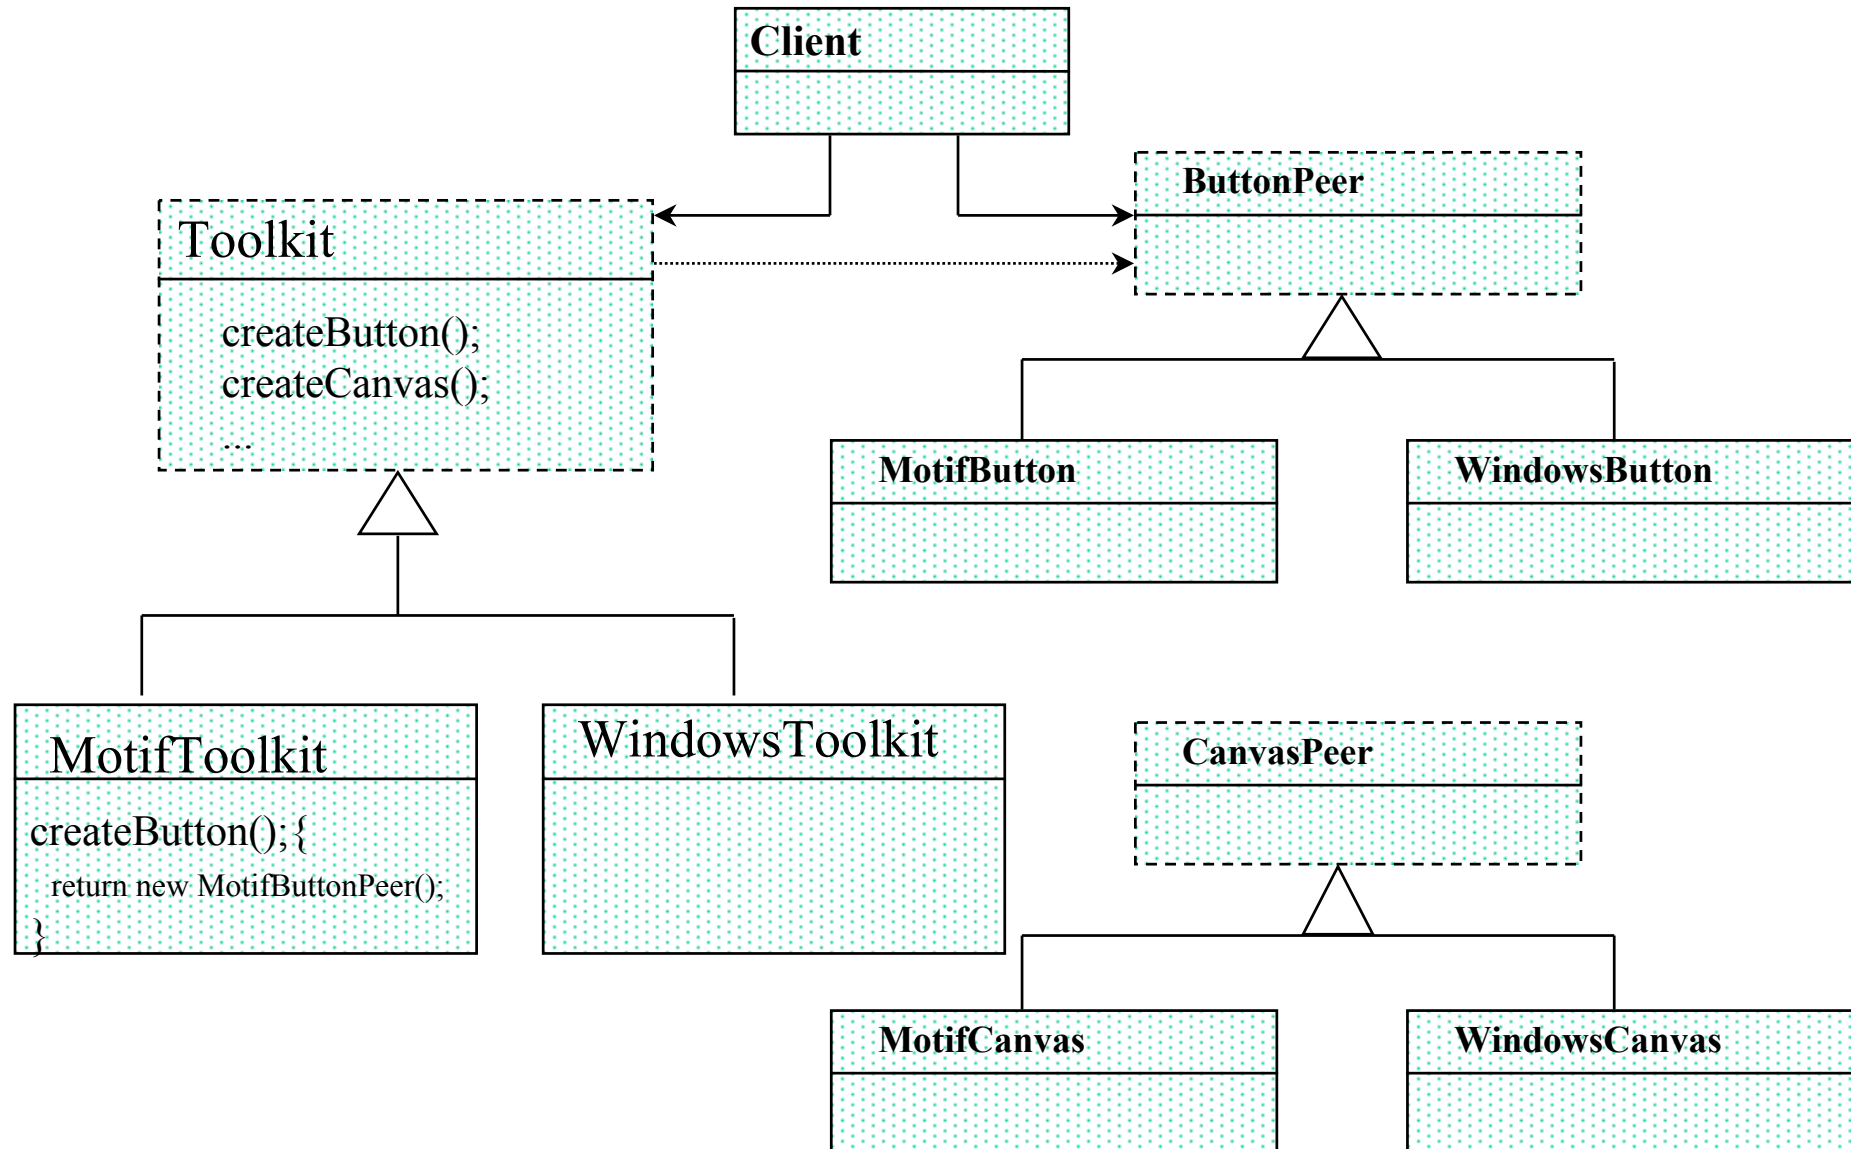 Client
ButtonPeer
Toolkit
createButton();
createCanvas();
...
MotifButton
WindowsButton
MotifToolkit
createButton();{
return new MotifButtonPeer();
}
WindowsToolkit
CanvasPeer
MotifCanvas
WindowsCanvas